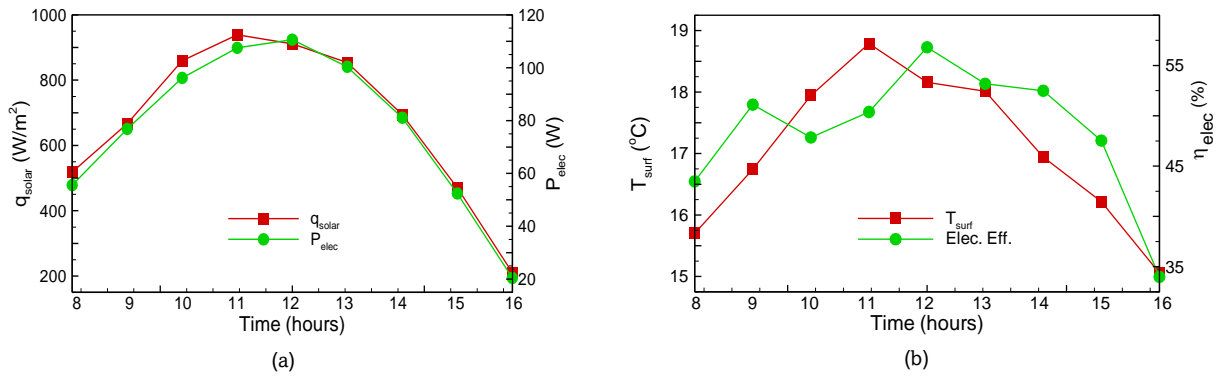 1000
800
600
400
200
q_solar (W/m²)
120
100
80
60
40
20
P_elec (W)
q_solar
P_elec
8 9 10 11 12 13 14 15 16
Time (hours)
(a)
19
18
17
16
15
T_surf (°C)
55
45
35
η_elec (%)
T_surf
Elec. Eff.
8 9 10 11 12 13 14 15 16
Time (hours)
(b)